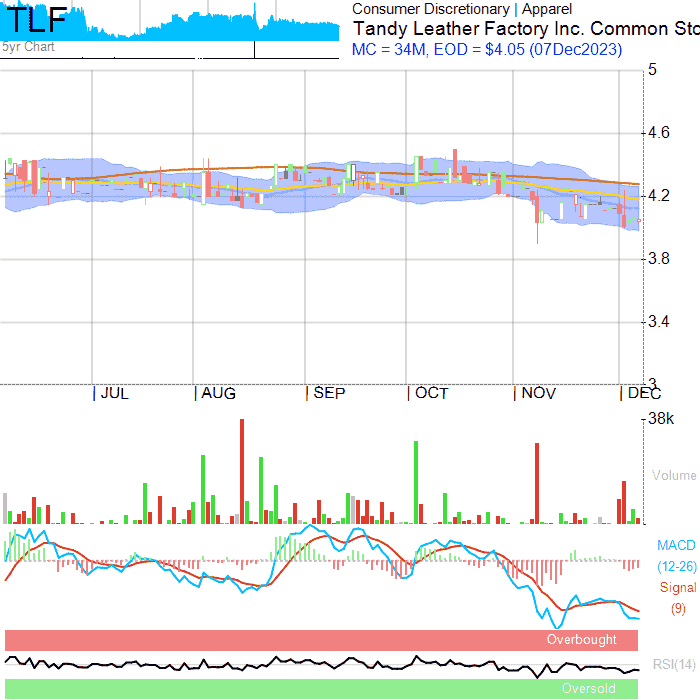 TLF
5yr Chart
Consumer Discretionary | Apparel
Tandy Leather Factory Inc. Common Sto
MC = 34M, EOD = $4.05 (07Dec2023)
5
4.6
4.2
3.8
3.4
3
JUL AUG SEP OCT NOV DEC
38k
Volume
MACD
(12-26)
Signal
(9)
Overbought
RSI(14)
Oversold